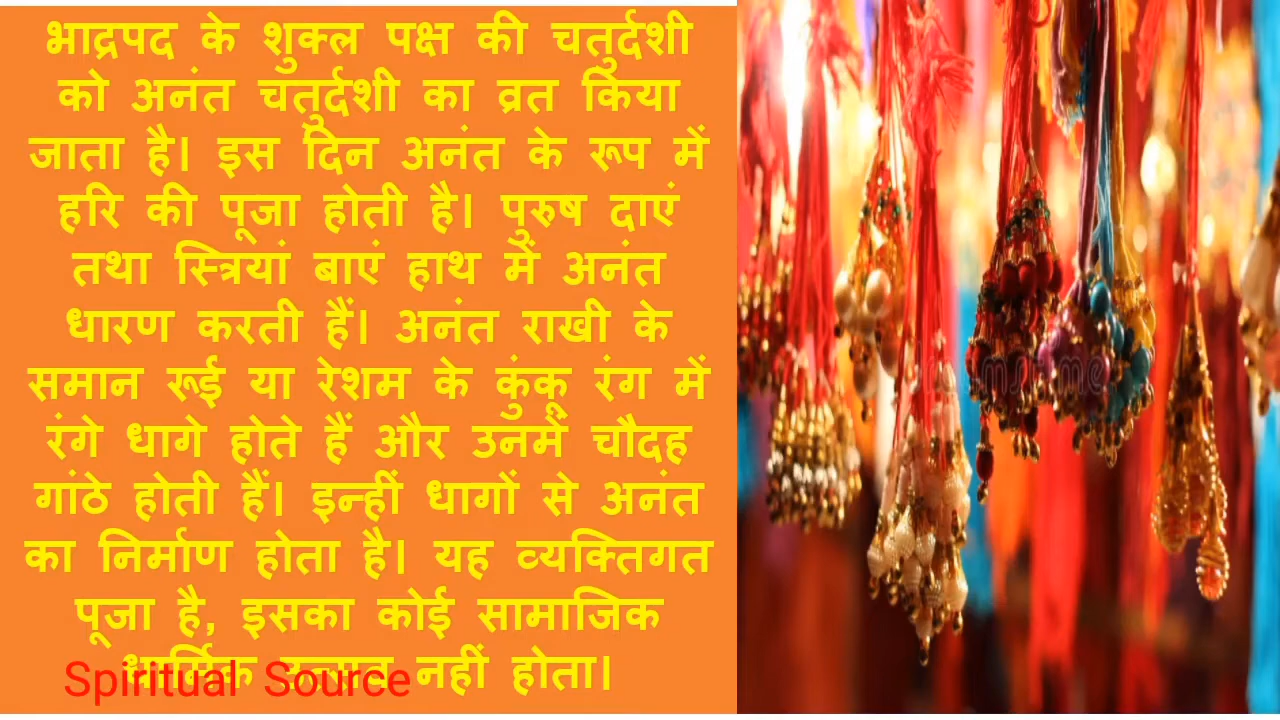 भाद्रपद के शुक्ल पक्ष की चतुर्दशी
को अनंत चतुर्दशी का व्रत किया
जाता है। इस दिन अनंत के रूप में
हरि की पूजा होती है। पुरुष दाएं
तथा स्त्रियां बाएं हाथ में अनंत
धारण करती हैं। अनंत राखी के
समान रूई या रेशम के कुंकू रंग में
रंगे धागे होते हैं और उनमें चौदह
गांठे होती हैं। इन्हीं धागों से अनंत
का निर्माण होता है। यह व्यक्तिगत
पूजा है, इसका कोई सामाजिक
नहीं होता।
Spiritual Source